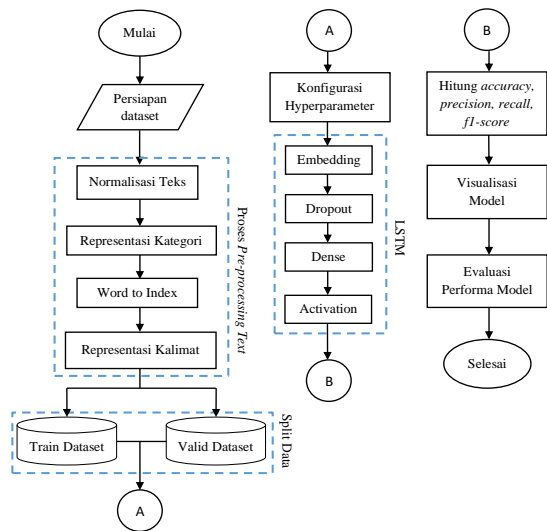 Mulai
Persiapan
dataset
Normalisasi Teks
Representasi Kategori
Word to Index
Representasi Kalimat
Proses Pre-processing Text
Train Dataset
Valid Dataset
Split Data
A
A
Konfigurasi
Hyperparameter
Embedding
Dropout
Dense
Activation
LSTM
B
B
Hitung accuracy,
precision, recall,
f1-score
Visualisasi
Model
Evaluasi
Performa Model
Selesai